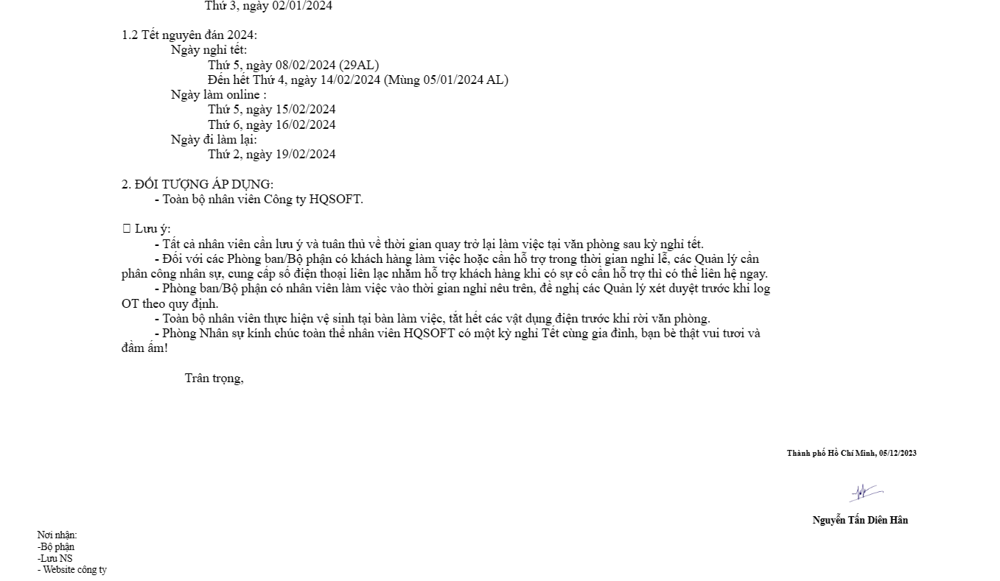 Thứ 3, ngày 02/01/2024
1.2 Tết nguyên đán 2024:
Ngày nghỉ tết:
Thứ 5, ngày 08/02/2024 (29AL)
Đến hết Thứ 4, ngày 14/02/2024 (Mùng 05/01/2024 AL)
Ngày làm online :
Thứ 5, ngày 15/02/2024
Thứ 6, ngày 16/02/2024
Ngày đi làm lại:
Thứ 2, ngày 19/02/2024
2. ĐỐI TƯỢNG ÁP DỤNG:
- Toàn bộ nhân viên Công ty HQSOFT.
Lưu ý:
- Tất cả nhân viên cần lưu ý và tuân thủ về thời gian quay trở lại làm việc tại văn phòng sau kỳ nghỉ tết.
- Đối với các Phòng ban/Bộ phận có khách hàng làm việc hoặc cần hỗ trợ trong thời gian nghỉ lễ, các Quản lý cần
phân công nhân sự, cung cấp số điện thoại liên lạc nhằm hỗ trợ khách hàng khi có sự cố cần hỗ trợ thì có thể liên hệ ngay.
- Phòng ban/Bộ phận có nhân viên làm việc vào thời gian nghỉ nêu trên, đề nghị các Quản lý xét duyệt trước khi log
OT theo quy định.
- Toàn bộ nhân viên thực hiện vệ sinh tại bàn làm việc, tắt hết các vật dụng điện trước khi rời văn phòng.
- Phòng Nhân sự kính chúc toàn thể nhân viên HQSOFT có một kỳ nghỉ Tết cùng gia đình, bạn bè thật vui tươi và
đầm ấm!
Trân trọng,
Thành phố Hồ Chí Minh, 05/12/2023
Nguyễn Tấn Diên Hân
Nơi nhận:
-Bộ phận
-Lưu NS
- Website công ty